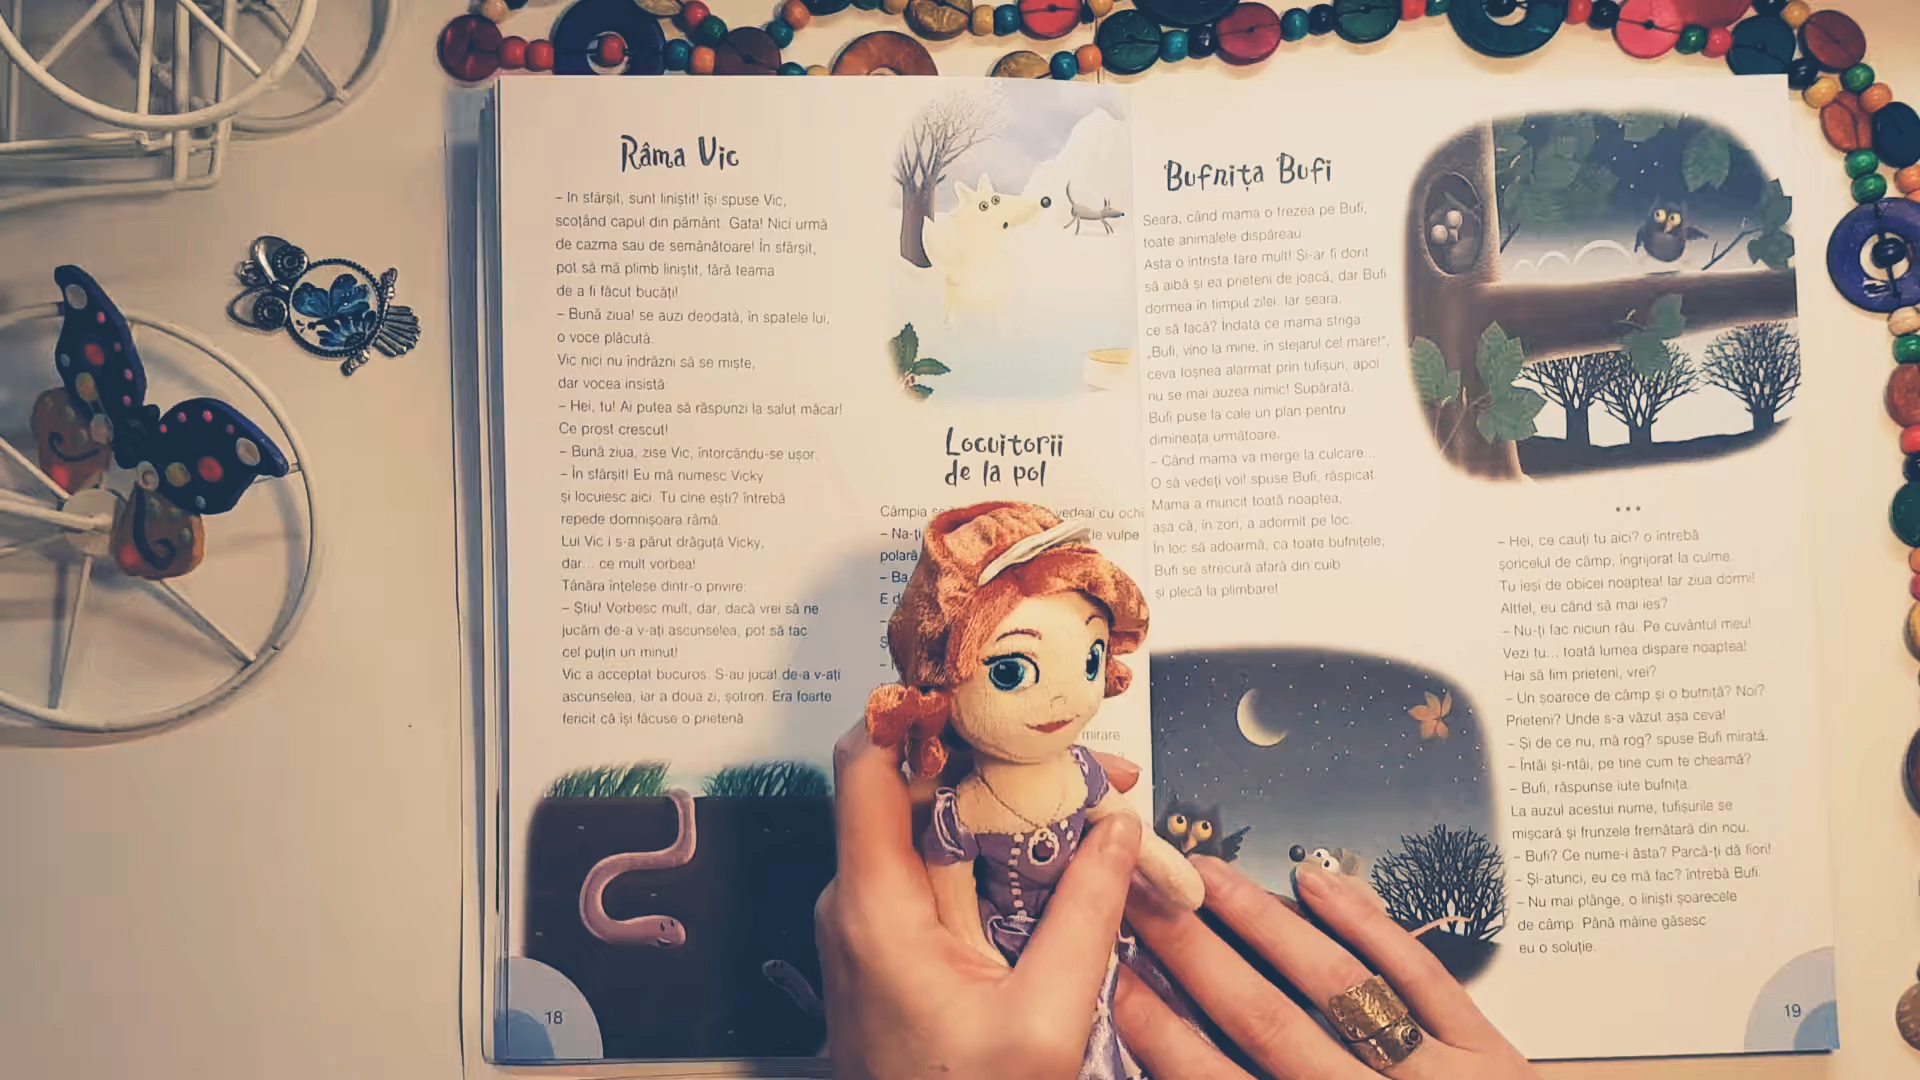 Râma Vic
– În sfârșit, sunt liniștit! își spuse Vic,
scoțând capul din pământ. Gata! Nici urmă
de cazma sau de semănătoare! În sfârșit,
pot să mă plimb liniștit, fără teama
de a fi făcut bucăți!
– Bună ziua! se auzi deodată, în spatele lui,
o voce plăcută.
Vic nici nu îndrăzni să se miște,
dar vocea insistă:
– Hei, tu! Ai putea să răspunzi la salut măcar!
Ce prost crescut!
– Bună ziua, zise Vic, întorcându-se ușor.
– În sfârșit! Eu mă numesc Vicky
și locuiesc aici. Tu cine ești? întrebă
repede domnișoara râmă.
Lui Vic i s-a părut drăguță Vicky,
dar... ce mult vorbea!
Tânăra înțelese dintr-o privire:
– Știu! Vorbesc mult, dar, dacă vrei să ne
jucăm de-a v-ați ascunselea, pot să tac
cel puțin un minut!
Vic a acceptat bucuros. S-au jucat de-a v-ați
ascunselea, iar a doua zi, șotron. Era foarte
fericit că își făcuse o prietenă
18
Locuitorii
de la pol
Câmpia
vedeai cu ochi
– Na-ți
vulpe
polară
– Ba
E
mirare
Bufnița Bufi
Seara, când mama o trezea pe Bufi,
toate animalele dispăreau.
Asta o întrista tare mult! Și-ar fi dorit
să aibă și ea prieteni de joacă, dar Bufi
dormea în timpul zilei. Iar seara,
ce să facă? Îndată ce mama striga
„Bufi, vino la mine, în stejarul cel mare!",
ceva foșnea alarmat prin tufișuri, apoi
nu se mai auzea nimic! Supărată,
Bufi puse la cale un plan pentru
dimineața următoare.
– Când mama va merge la culcare...
O să vedeți voi! spuse Bufi, răspicat.
Mama a muncit toată noaptea,
așa că, în zori, a adormit pe loc.
În loc să adoarmă, ca toate bufnițele,
Bufi se strecură afară din cuib
și plecă la plimbare!
• • •
– Hei, ce cauți tu aici? o întrebă
șoricelul de câmp, îngrijorat la culme.
Tu ieși de obicei noaptea! Iar ziua dormi!
Altfel, eu când să mai ies?
– Nu-ți fac niciun rău. Pe cuvântul meu!
Vezi tu... toată lumea dispare noaptea!
Hai să fim prieteni, vrei?
– Un șoarece de câmp și o bufniță? Noi?
Prieteni? Unde s-a văzut așa ceva!
– Și de ce nu, mă rog? spuse Bufi mirată.
– Întâi și-ntâi, pe tine cum te cheamă?
– Bufi, răspunse iute bufnița.
La auzul acestui nume, tufișurile se
mișcară și frunzele fremătară din nou.
– Bufi? Ce nume-i ăsta? Parcă-ți dă fiori!
– Și-atunci, eu ce mă fac? întrebă Bufi.
– Nu mai plânge, o liniști șoarecele
de câmp. Până mâine găsesc
eu o soluție.
19